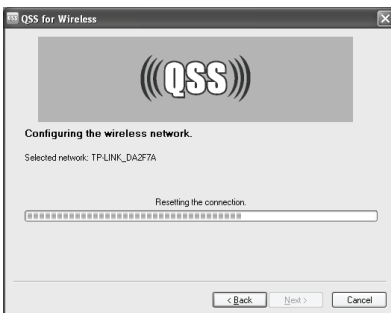 QSS for Wireless
(((QSS)))
Configuring the wireless network.
Selected network: TP-LINK_DA2F7A
Resetting the connection.
< Back
Next >
Cancel